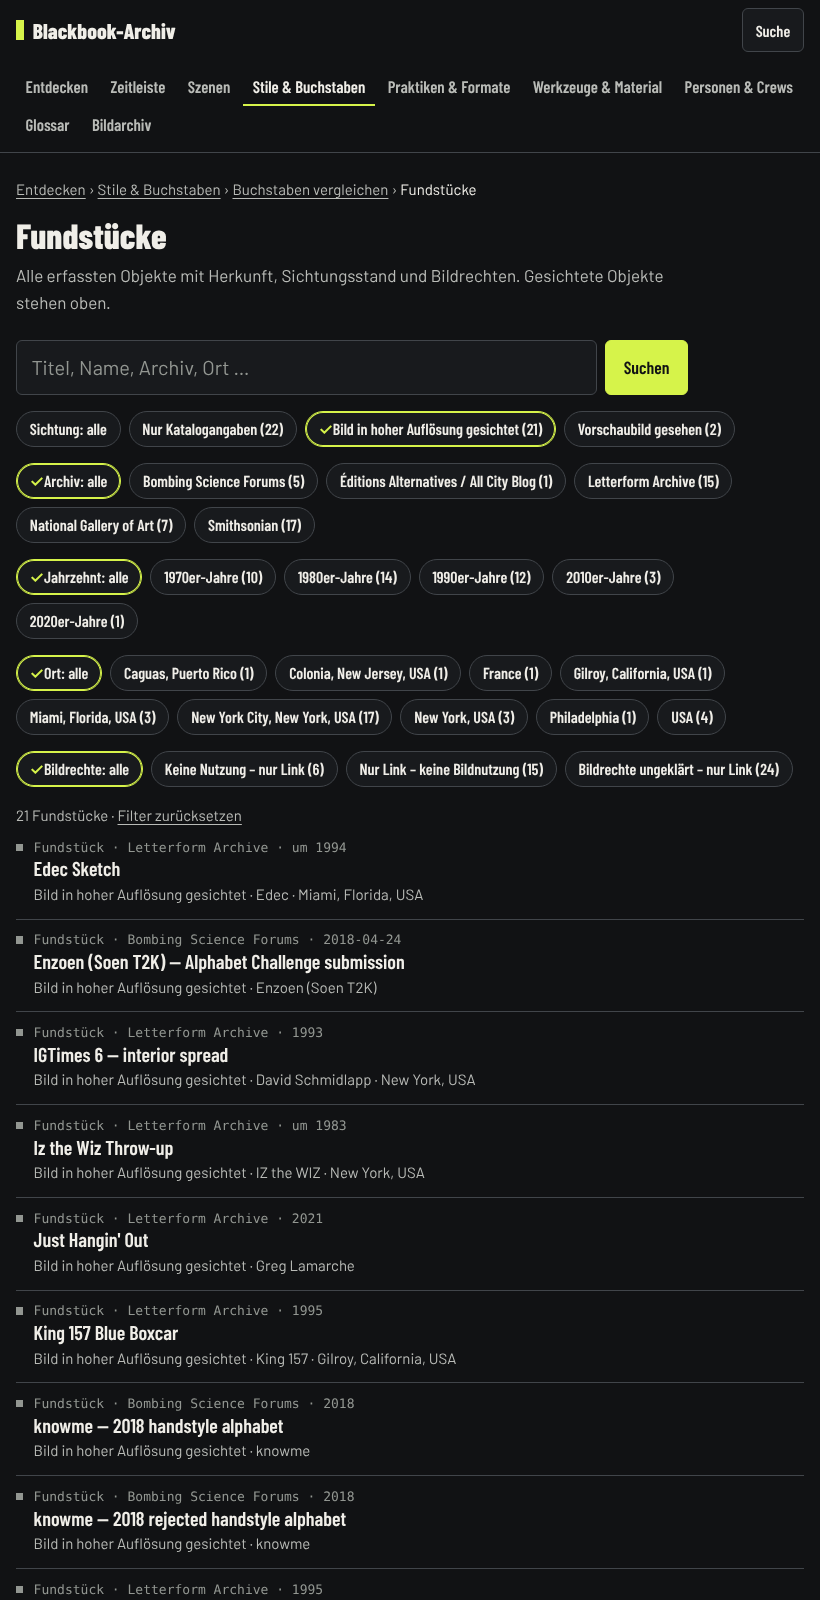 Blackbook-Archiv
Suche
Entdecken Zeitleiste Szenen Stile & Buchstaben Praktiken & Formate Werkzeuge & Material Personen & Crews
Glossar Bildarchiv
Entdecken › Stile & Buchstaben › Buchstaben vergleichen › Fundstücke
Fundstücke
Alle erfassten Objekte mit Herkunft, Sichtungsstand und Bildrechten. Gesichtete Objekte
stehen oben.
Titel, Name, Archiv, Ort …
Suchen
Sichtung: alle Nur Katalogangaben (22) ✓Bild in hoher Auflösung gesichtet (21) Vorschaubild gesehen (2)
✓Archiv: alle Bombing Science Forums (5) Éditions Alternatives / All City Blog (1) Letterform Archive (15)
National Gallery of Art (7) Smithsonian (17)
✓Jahrzehnt: alle 1970er-Jahre (10) 1980er-Jahre (14) 1990er-Jahre (12) 2010er-Jahre (3)
2020er-Jahre (1)
✓Ort: alle Caguas, Puerto Rico (1) Colonia, New Jersey, USA (1) France (1) Gilroy, California, USA (1)
Miami, Florida, USA (3) New York City, New York, USA (17) New York, USA (3) Philadelphia (1) USA (4)
✓Bildrechte: alle Keine Nutzung – nur Link (6) Nur Link – keine Bildnutzung (15) Bildrechte ungeklärt – nur Link (24)
21 Fundstücke · Filter zurücksetzen
Fundstück · Letterform Archive · um 1994
Edec Sketch
Bild in hoher Auflösung gesichtet · Edec · Miami, Florida, USA
Fundstück · Bombing Science Forums · 2018-04-24
Enzoen (Soen T2K) — Alphabet Challenge submission
Bild in hoher Auflösung gesichtet · Enzoen (Soen T2K)
Fundstück · Letterform Archive · 1993
IGTimes 6 — interior spread
Bild in hoher Auflösung gesichtet · David Schmidlapp · New York, USA
Fundstück · Letterform Archive · um 1983
Iz the Wiz Throw-up
Bild in hoher Auflösung gesichtet · IZ the WIZ · New York, USA
Fundstück · Letterform Archive · 2021
Just Hangin' Out
Bild in hoher Auflösung gesichtet · Greg Lamarche
Fundstück · Letterform Archive · 1995
King 157 Blue Boxcar
Bild in hoher Auflösung gesichtet · King 157 · Gilroy, California, USA
Fundstück · Bombing Science Forums · 2018
knowme — 2018 handstyle alphabet
Bild in hoher Auflösung gesichtet · knowme
Fundstück · Bombing Science Forums · 2018
knowme — 2018 rejected handstyle alphabet
Bild in hoher Auflösung gesichtet · knowme
Fundstück · Letterform Archive · 1995